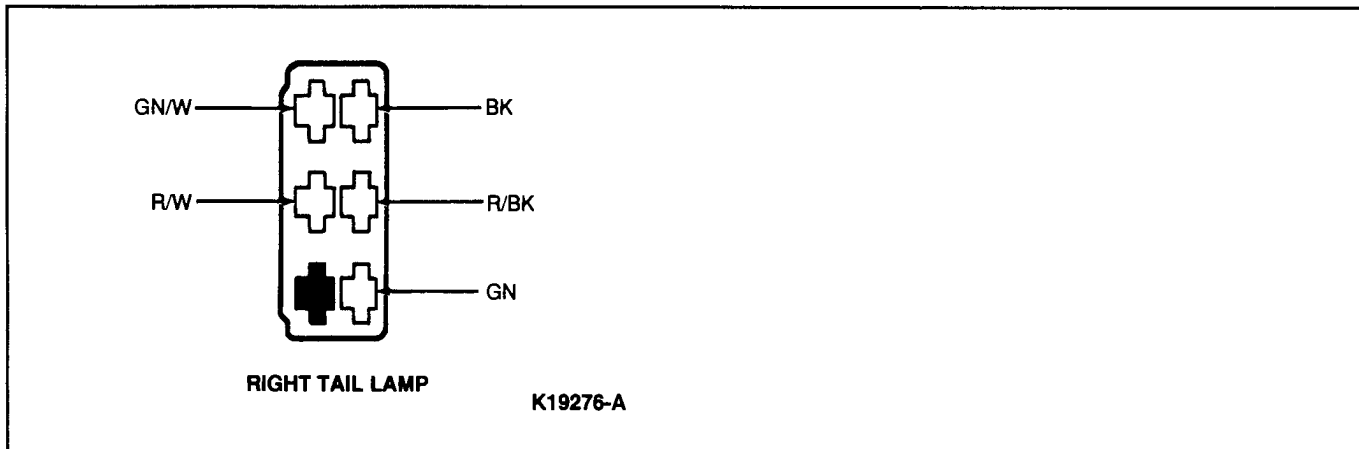 GN/W BK
R/W R/BK
GN
RIGHT TAIL LAMP
K19276-A